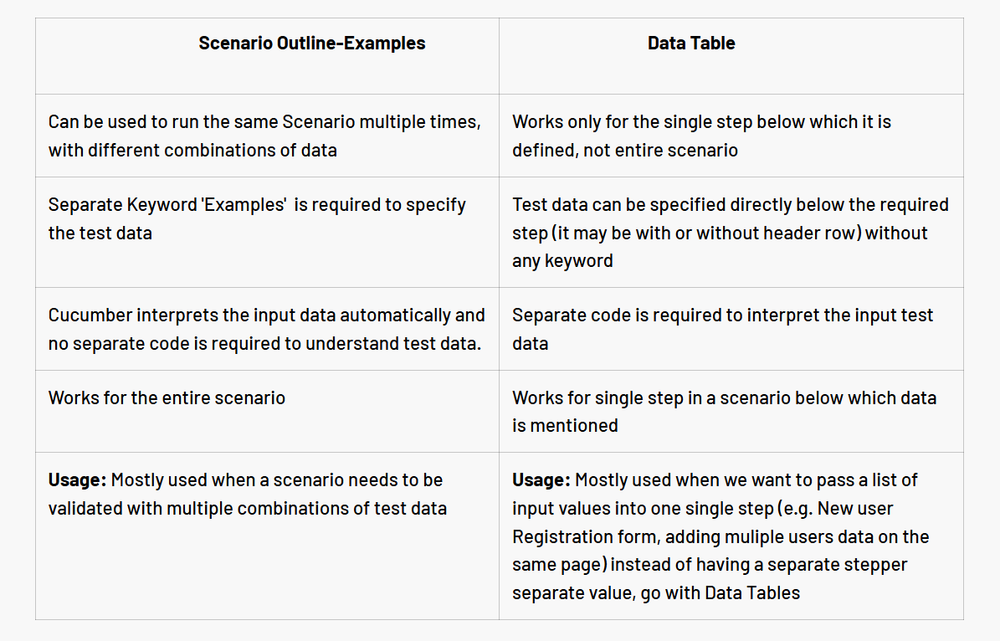 Scenario Outline-Examples
Data Table
Can be used to run the same Scenario multiple times,
with different combinations of data
Works only for the single step below which it is
defined, not entire scenario
Separate Keyword 'Examples'  is required to specify
the test data
Test data can be specified directly below the required
step (it may be with or without header row) without
any keyword
Cucumber interprets the input data automatically and
no separate code is required to understand test data.
Separate code is required to interpret the input test
data
Works for the entire scenario
Works for single step in a scenario below which data
is mentioned
Usage: Mostly used when a scenario needs to be
validated with multiple combinations of test data
Usage: Mostly used when we want to pass a list of
input values into one single step (e.g. New user
Registration form, adding muliple users data on the
same page) instead of having a separate stepper
separate value, go with Data Tables